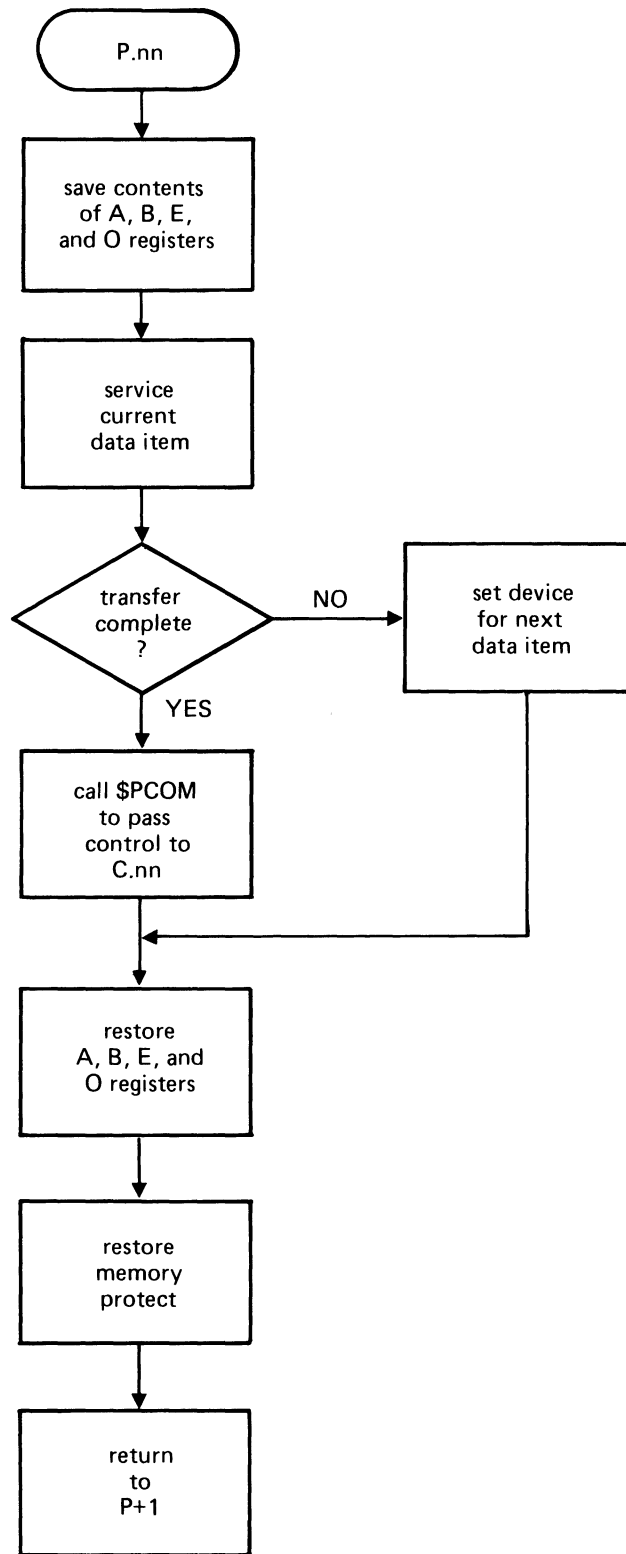 P.nn
save contents
of A, B, E,
and O registers
service
current
data item
transfer
complete
?
NO
set device
for next
data item
YES
call $PCOM
to pass
control to
C.nn
restore
A, B, E, and
O registers
restore
memory
protect
return
to
P+1